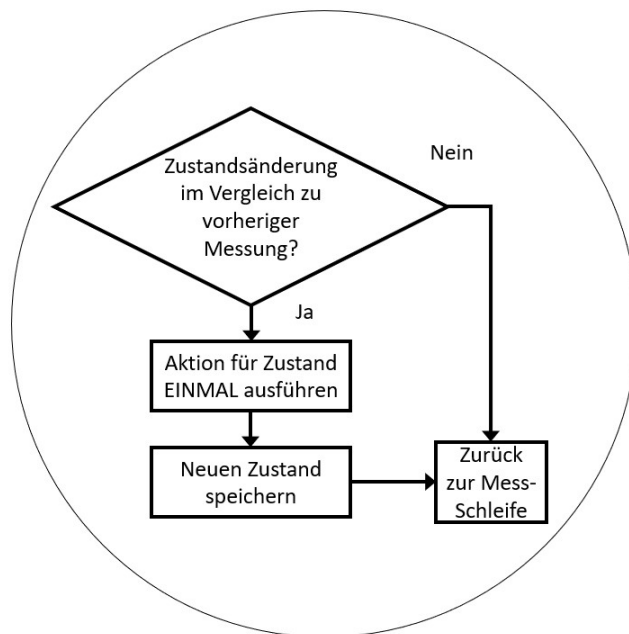 Nein
Zustandsänderung
im Vergleich zu
vorheriger
Messung?
Ja
Aktion für Zustand
EINMAL ausführen
Neuen Zustand
speichern
Zurück
zur Mess-
Schleife